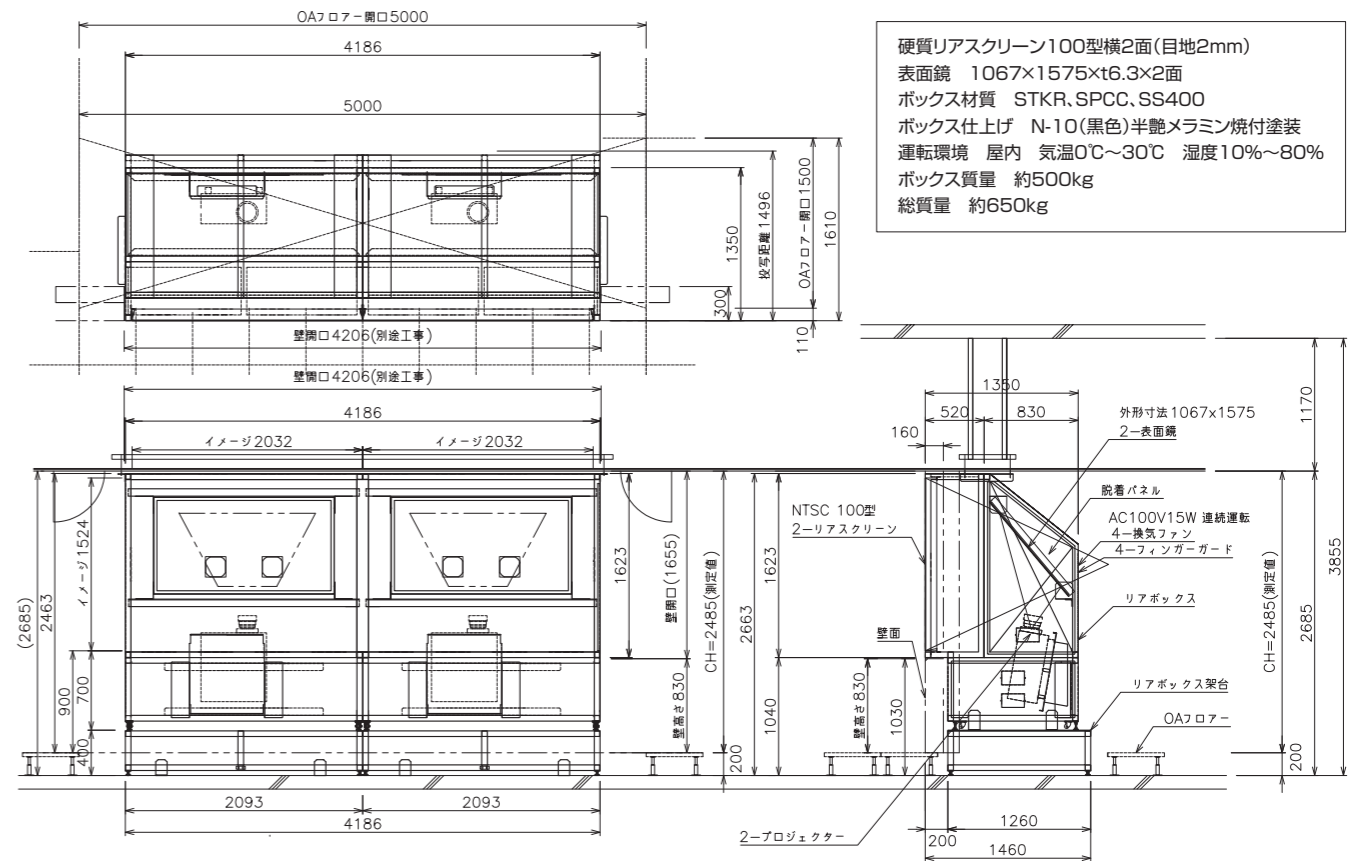 OAフロアー開口5000
4186
5000
硬質リアスクリーン100型横2面(目地2mm)
表面鏡　1067×1575×t6.3×2面
ボックス材質　STKR、SPCC、SS400
ボックス仕上げ　N-10(黒色)半艶メラミン焼付塗装
運転環境　屋内　気温0℃〜30℃　湿度10%〜80%
ボックス質量　約500kg
総質量　約650kg
300
1350
投写距離1496
OAフロアー開口1500
1610
110
壁開口4206(別途工事)
壁開口4206(別途工事)
4186
イメージ2032
イメージ2032
(2685)
2463
イメージ1524
900
700
400
1623
壁開口(1655)
壁高さ830
CH=2485(測定値)
200
2663
1623
1040
2093
2093
4186
1350
520
830
160
外形寸法1067x1575
2ー表面鏡
脱着パネル
NTSC 100型
2ーリアスクリーン
AC100V15W 連続運転
4ー換気ファン
4ーフィンガーガード
リアボックス
壁面
壁高さ830
1030
リアボックス架台
OAフロアー
2ープロジェクター
200
1260
1460
1170
3855
CH=2485(測定値)
2685
200